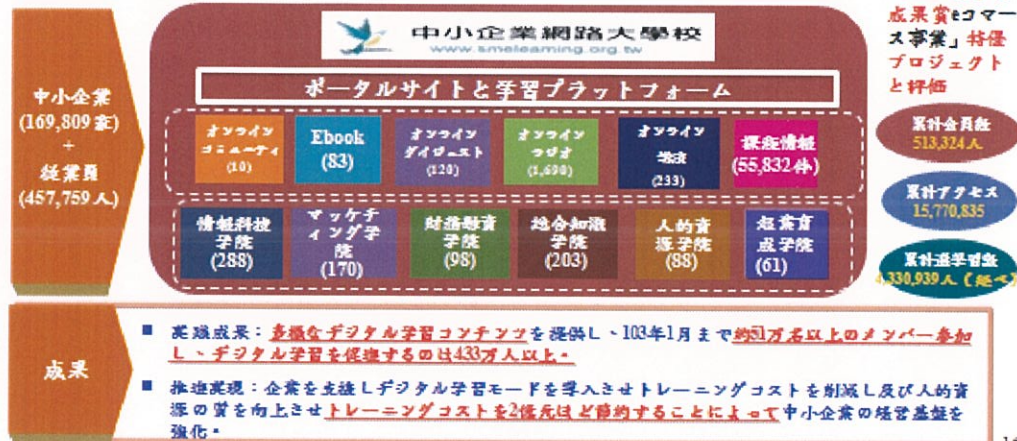 中小企業網路大學校
www.smelearning.org.tw
ポータルサイトと学習プラットフォーム
中小企業
(169,809家)
+
従業員
(457,759人)
オンライン
コミューティ
(10)
Ebook
(83)
オンライン
ダイジェスト
(120)
オンライン
ラジオ
(1,690)
オンライン
(233)
課程情報
(55,832件)
情報科技
学院
(288)
マッケテ
ィング学
院
(170)
財務融資
学院
(98)
総合知識
学院
(203)
人的資
源学院
(88)
起業育
成学院
(61)
成果賞eコマー
ス事業」特優
プロジェクト
と評価
累計会員数
513,324人
累計アクセス
15,770,835
4,330,939人(延べ)
成果
■ 実績成果：多様なデジタル学習コンテンツを提供し、103年1月まで約51万名以上のメンバー参加
し、デジタル学習を促進するのは433万人以上。
■ 推進実現：企業を支援しデジタル学習モードを導入させトレーニングコストを削減し及び人的資
源の質を向上させトレーニングコストを2億元ほど節約することによって中小企業の経営基盤を
強化。